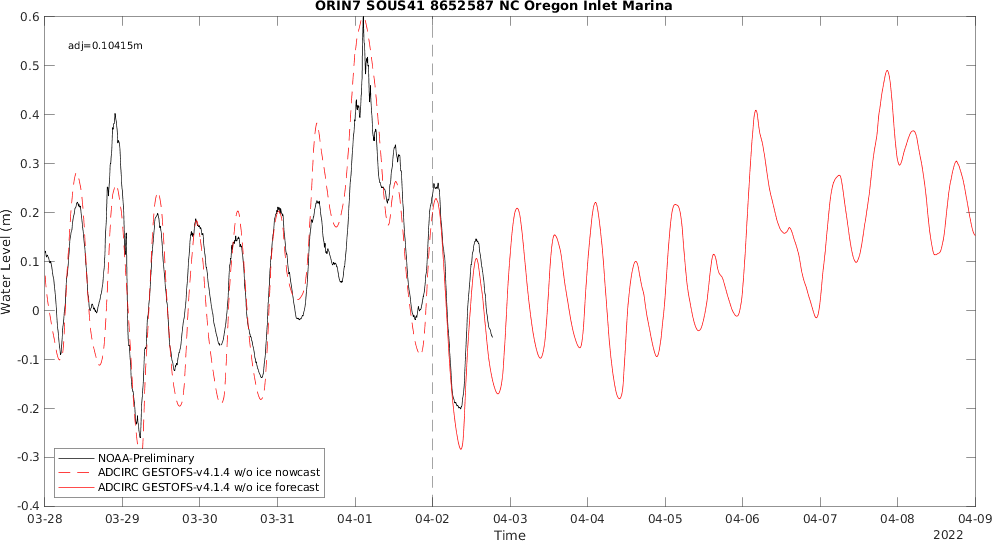 ORIN7 SOUS41 8652587 NC Oregon Inlet Marina
adj=0.10415m
0.6
0.5
0.4
0.3
0.2
0.1
0
-0.1
-0.2
-0.3
-0.4
Water Level (m)
NOAA-Preliminary
ADCIRC GESTOFS-v4.1.4 w/o ice nowcast
ADCIRC GESTOFS-v4.1.4 w/o ice forecast
03-28 03-29 03-30 03-31 04-01 04-02 04-03 04-04 04-05 04-06 04-07 04-08 04-09
Time
2022